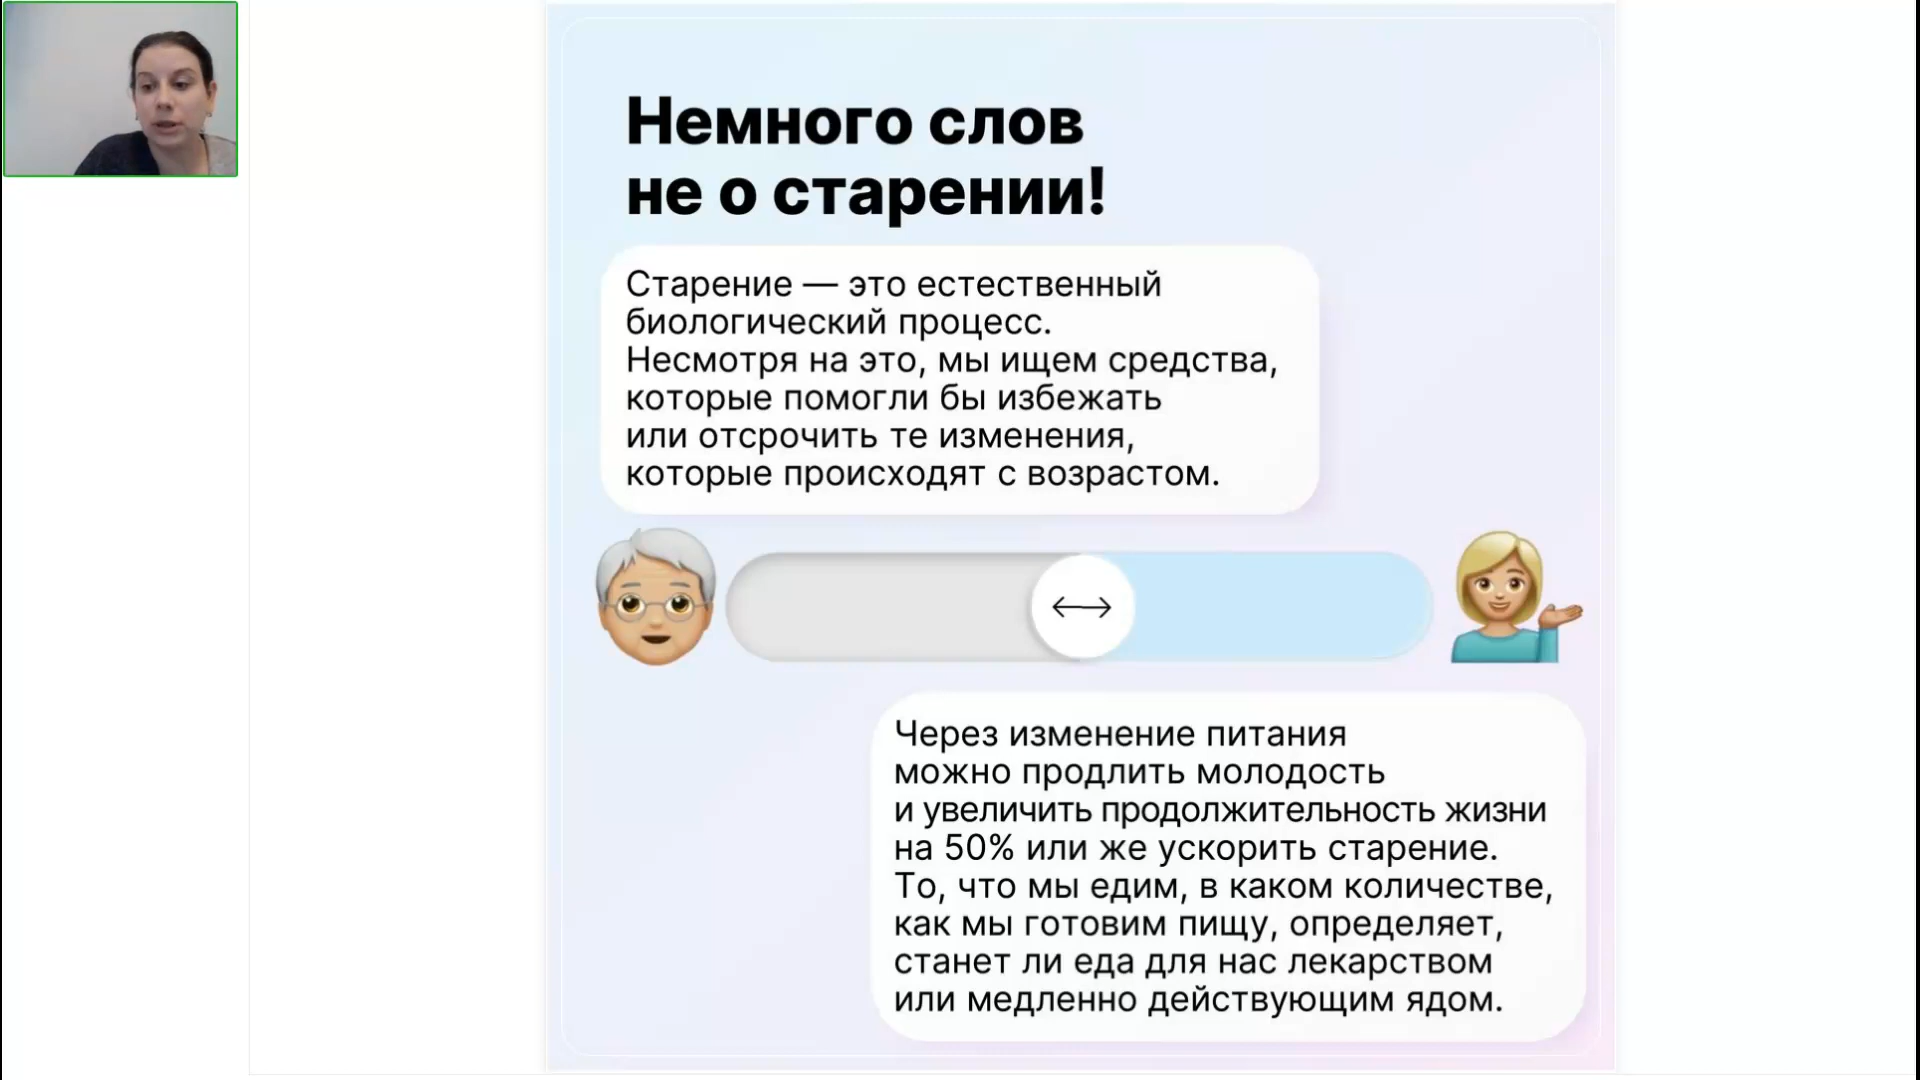 Немного слов
не о старении!
Старение — это естественный
биологический процесс.
Несмотря на это, мы ищем средства,
которые помогли бы избежать
или отсрочить те изменения,
которые происходят с возрастом.
Через изменение питания
можно продлить молодость
и увеличить продолжительность жизни
на 50% или же ускорить старение.
То, что мы едим, в каком количестве,
как мы готовим пищу, определяет,
станет ли еда для нас лекарством
или медленно действующим ядом.